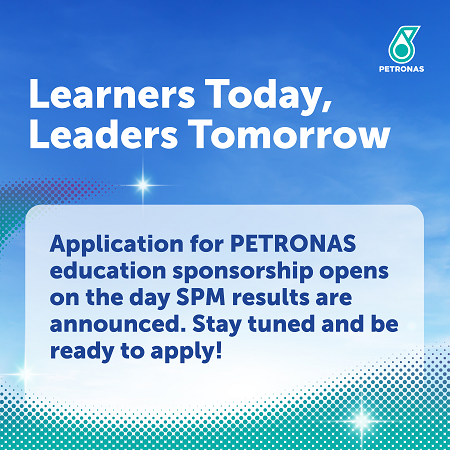 PETRONAS
Learners Today,
Leaders Tomorrow
Application for PETRONAS
education sponsorship opens
on the day SPM results are
announced. Stay tuned and be
ready to apply!